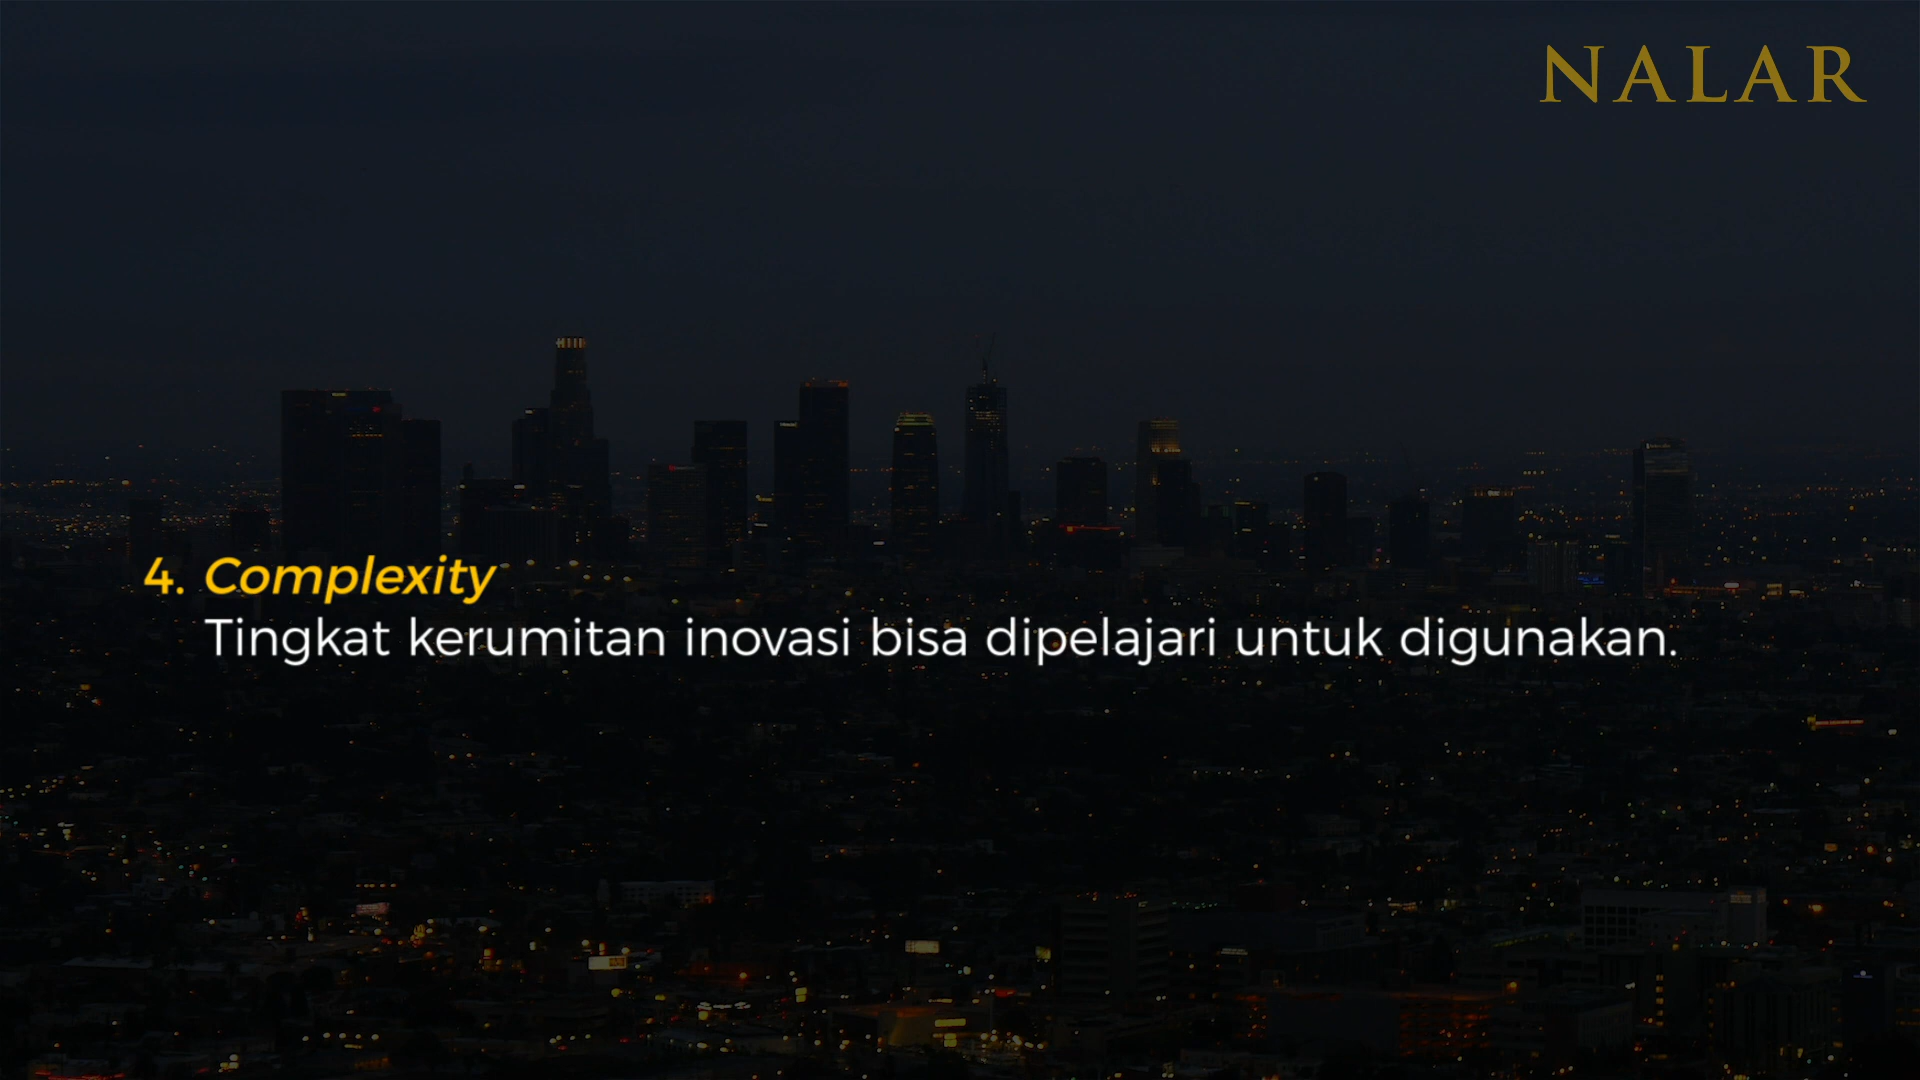 NALAR
4. Complexity
Tingkat kerumitan inovasi bisa dipelajari untuk digunakan.